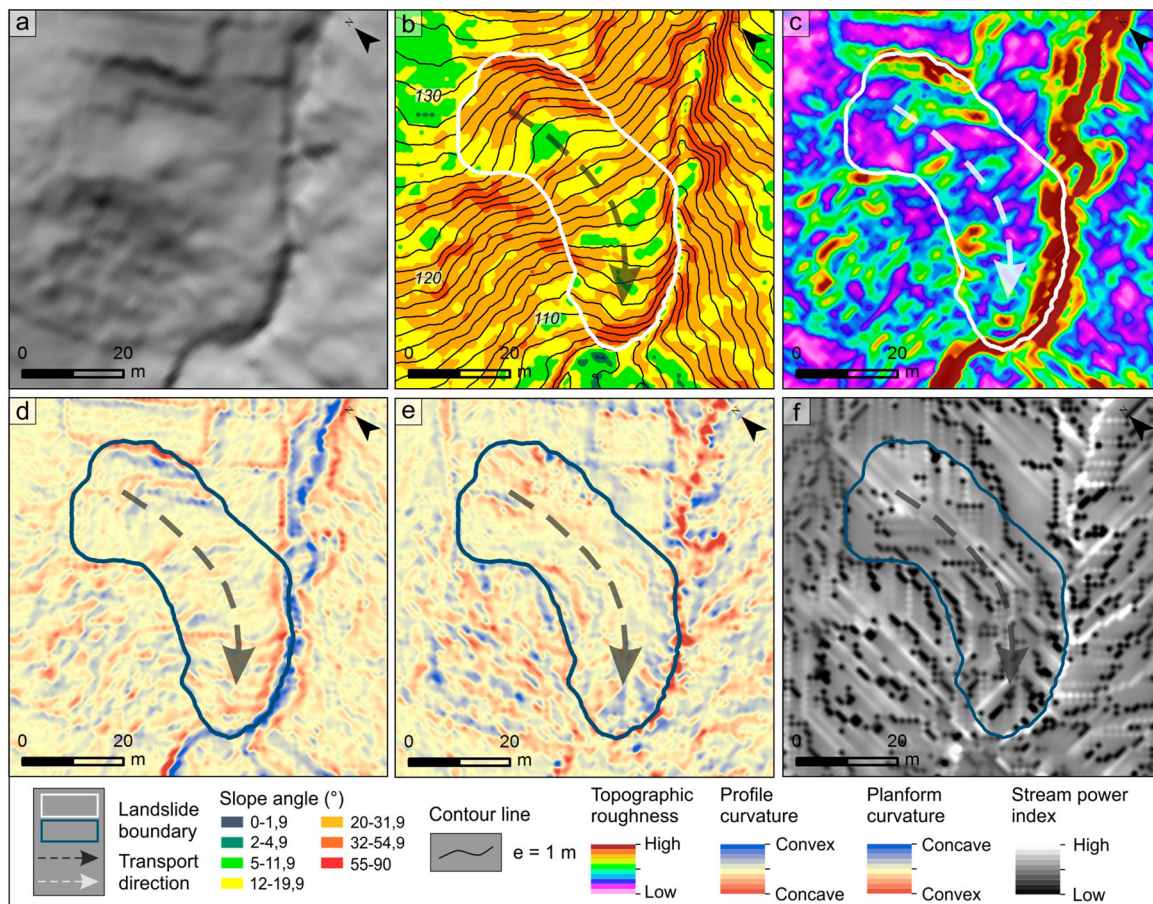 a
N
b
N
c
N
130
120
110
0 20
m
0 20
m
0 20
m
d
N
e
N
f
N
0 20
m
0 20
m
0 20
m
Landslide
boundary
Transport
direction
Slope angle (°)
0-1,9
2-4,9
5-11,9
12-19,9
20-31,9
32-54,9
55-90
Contour line
e = 1 m
Topographic
roughness
High
Low
Profile
curvature
Convex
Concave
Planform
curvature
Concave
Convex
Stream power
index
High
Low